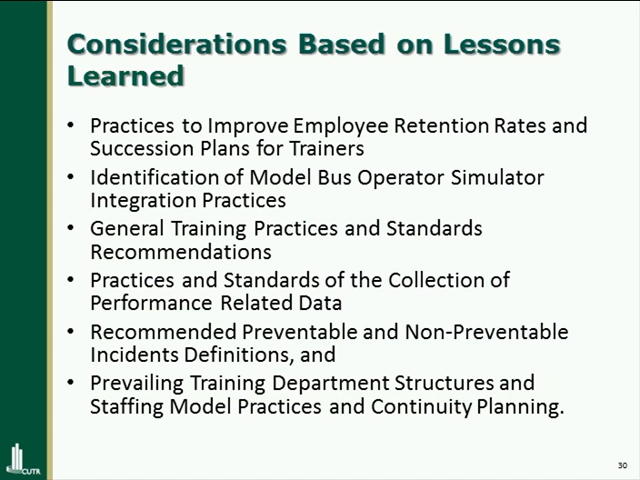 Considerations Based on Lessons
Learned
• Practices to Improve Employee Retention Rates and
Succession Plans for Trainers
• Identification of Model Bus Operator Simulator
Integration Practices
• General Training Practices and Standards
Recommendations
• Practices and Standards of the Collection of
Performance Related Data
• Recommended Preventable and Non-Preventable
Incidents Definitions, and
• Prevailing Training Department Structures and
Staffing Model Practices and Continuity Planning.
CUTR
30